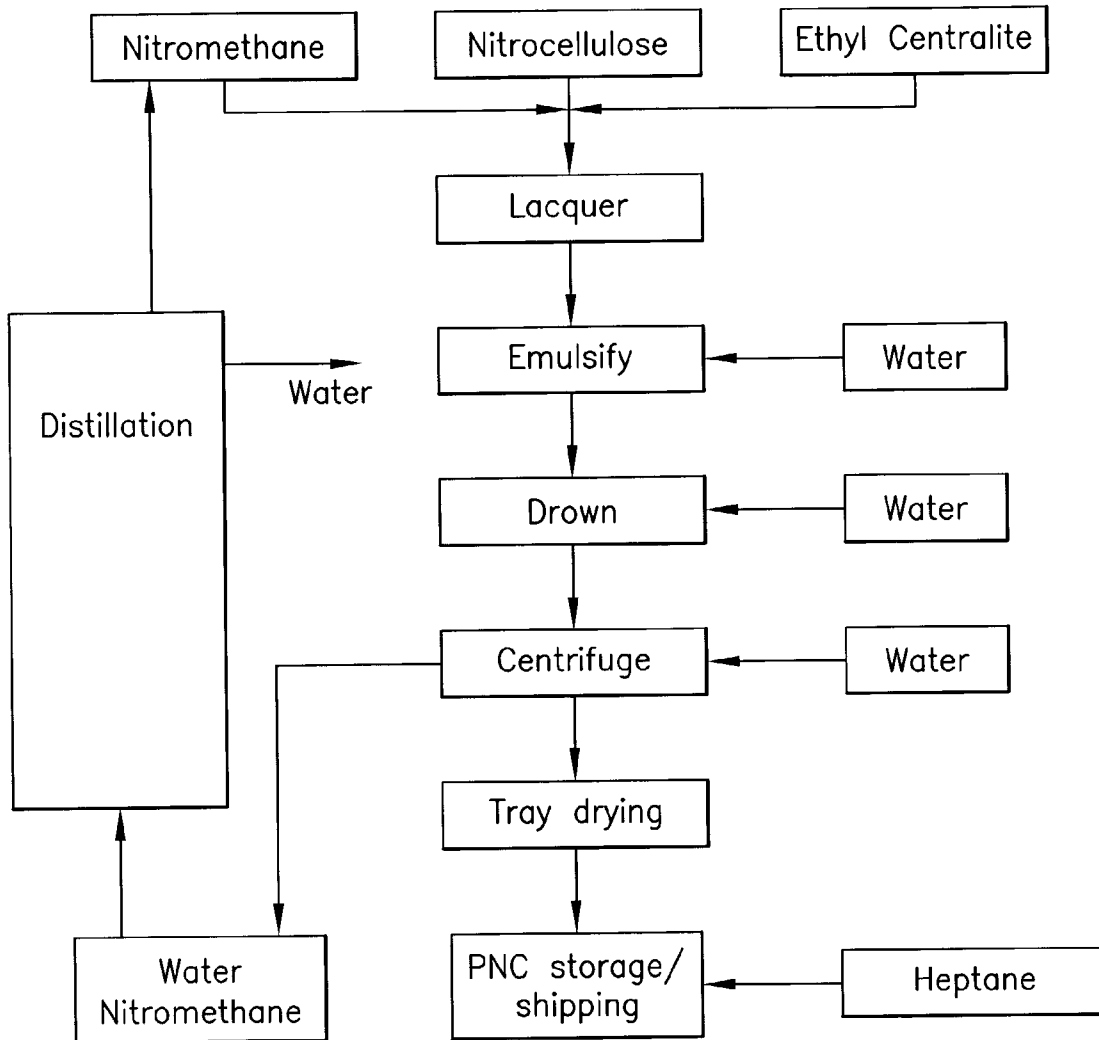 Nitromethane
Nitrocellulose
Ethyl Centralite
Lacquer
Emulsify
Water
Water
Distillation
Drown
Water
Centrifuge
Water
Tray drying
Water
Nitromethane
PNC storage/
shipping
Heptane